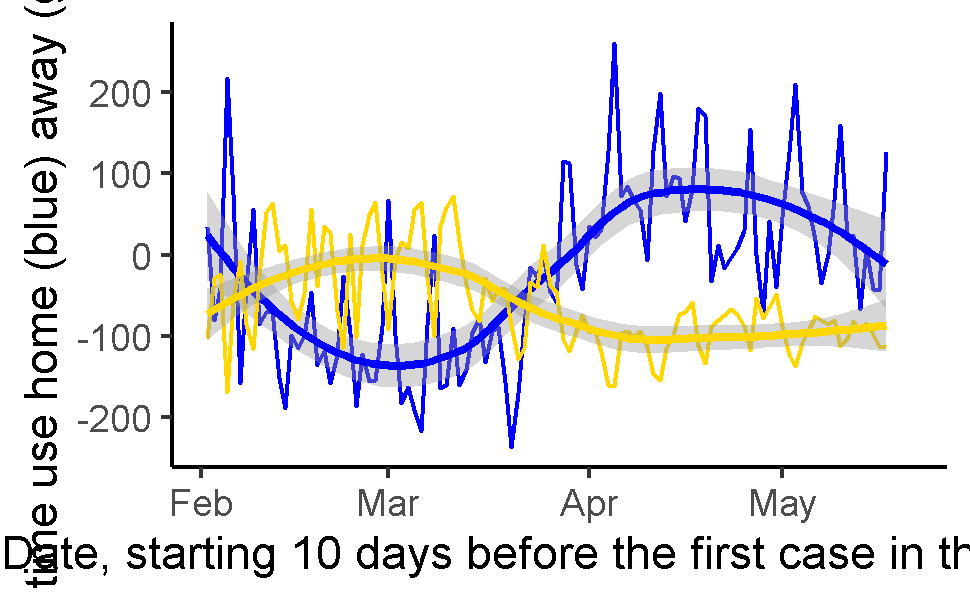 time use home (blue) away (
200
100
0
-100
-200
Feb
Mar
Apr
May
Date, starting 10 days before the first case in th